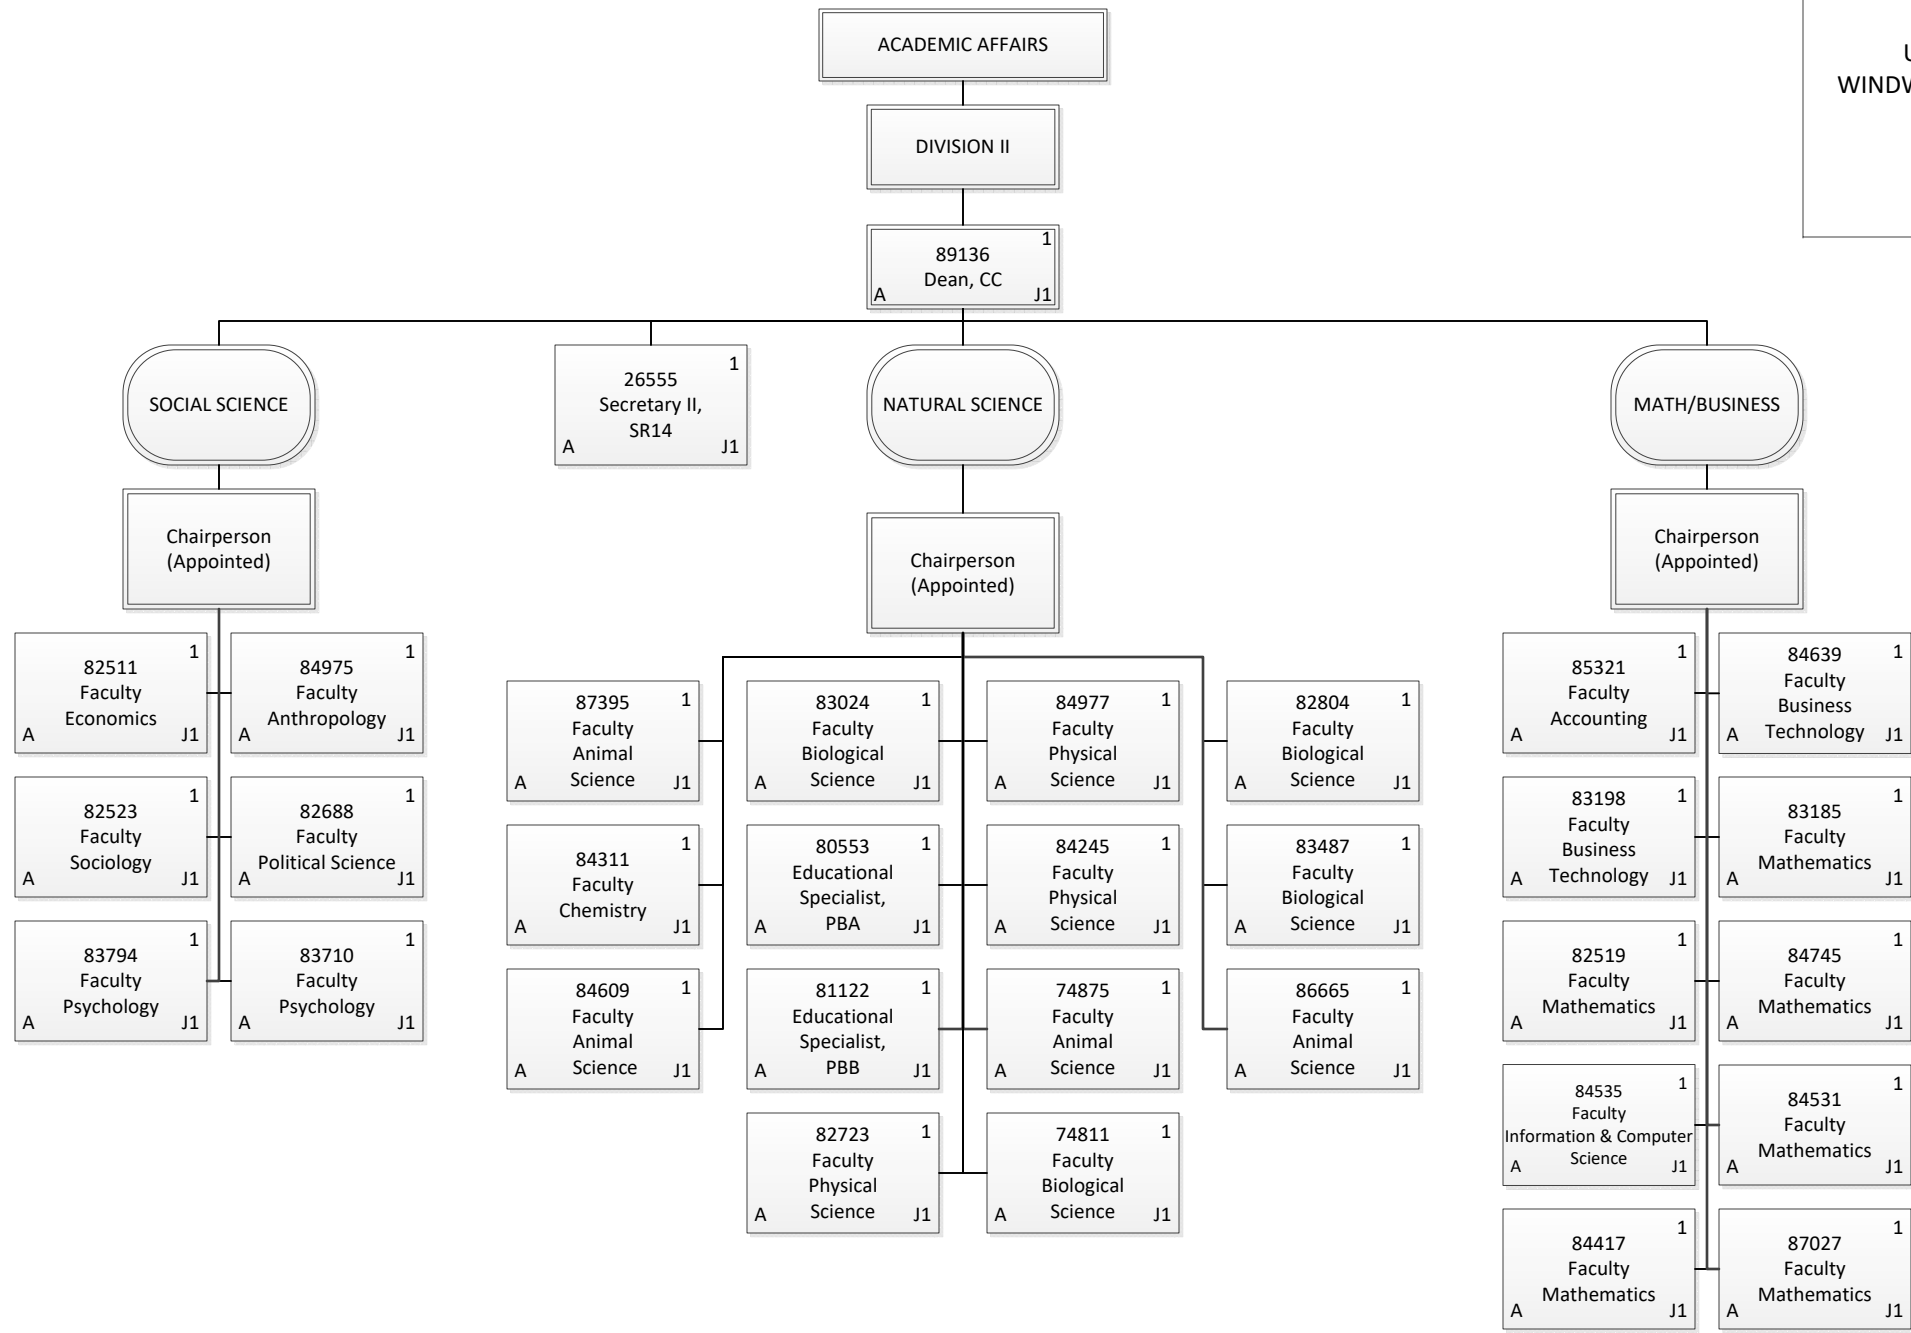 ACADEMIC AFFAIRS
U
WINDW
DIVISION II
1
89136
Dean, CC
A
J1
SOCIAL SCIENCE
1
26555
Secretary II,
SR14
A
J1
NATURAL SCIENCE
MATH/BUSINESS
Chairperson
(Appointed)
Chairperson
(Appointed)
Chairperson
(Appointed)
1
82511
Faculty
Economics
A
J1
1
84975
Faculty
Anthropology
A
J1
1
82523
Faculty
Sociology
A
J1
1
82688
Faculty
Political Science
A
J1
1
83794
Faculty
Psychology
A
J1
1
83710
Faculty
Psychology
A
J1
1
87395
Faculty
Animal
Science
A
J1
1
83024
Faculty
Biological
Science
A
J1
1
84977
Faculty
Physical
Science
A
J1
1
82804
Faculty
Biological
Science
A
J1
1
84311
Faculty
Chemistry
A
J1
1
80553
Educational
Specialist,
PBA
A
J1
1
84245
Faculty
Physical
Science
A
J1
1
83487
Faculty
Biological
Science
A
J1
1
84609
Faculty
Animal
Science
A
J1
1
81122
Educational
Specialist,
PBB
A
J1
1
74875
Faculty
Animal
Science
A
J1
1
86665
Faculty
Animal
Science
A
J1
1
82723
Faculty
Physical
Science
A
J1
1
74811
Faculty
Biological
Science
A
J1
1
85321
Faculty
Accounting
A
J1
1
84639
Faculty
Business
Technology
A
J1
1
83198
Faculty
Business
Technology
A
J1
1
83185
Faculty
Mathematics
A
J1
1
82519
Faculty
Mathematics
A
J1
1
84745
Faculty
Mathematics
A
J1
1
84535
Faculty
Information & Computer
Science
A
J1
1
84531
Faculty
Mathematics
A
J1
1
84417
Faculty
Mathematics
A
J1
1
87027
Faculty
Mathematics
A
J1